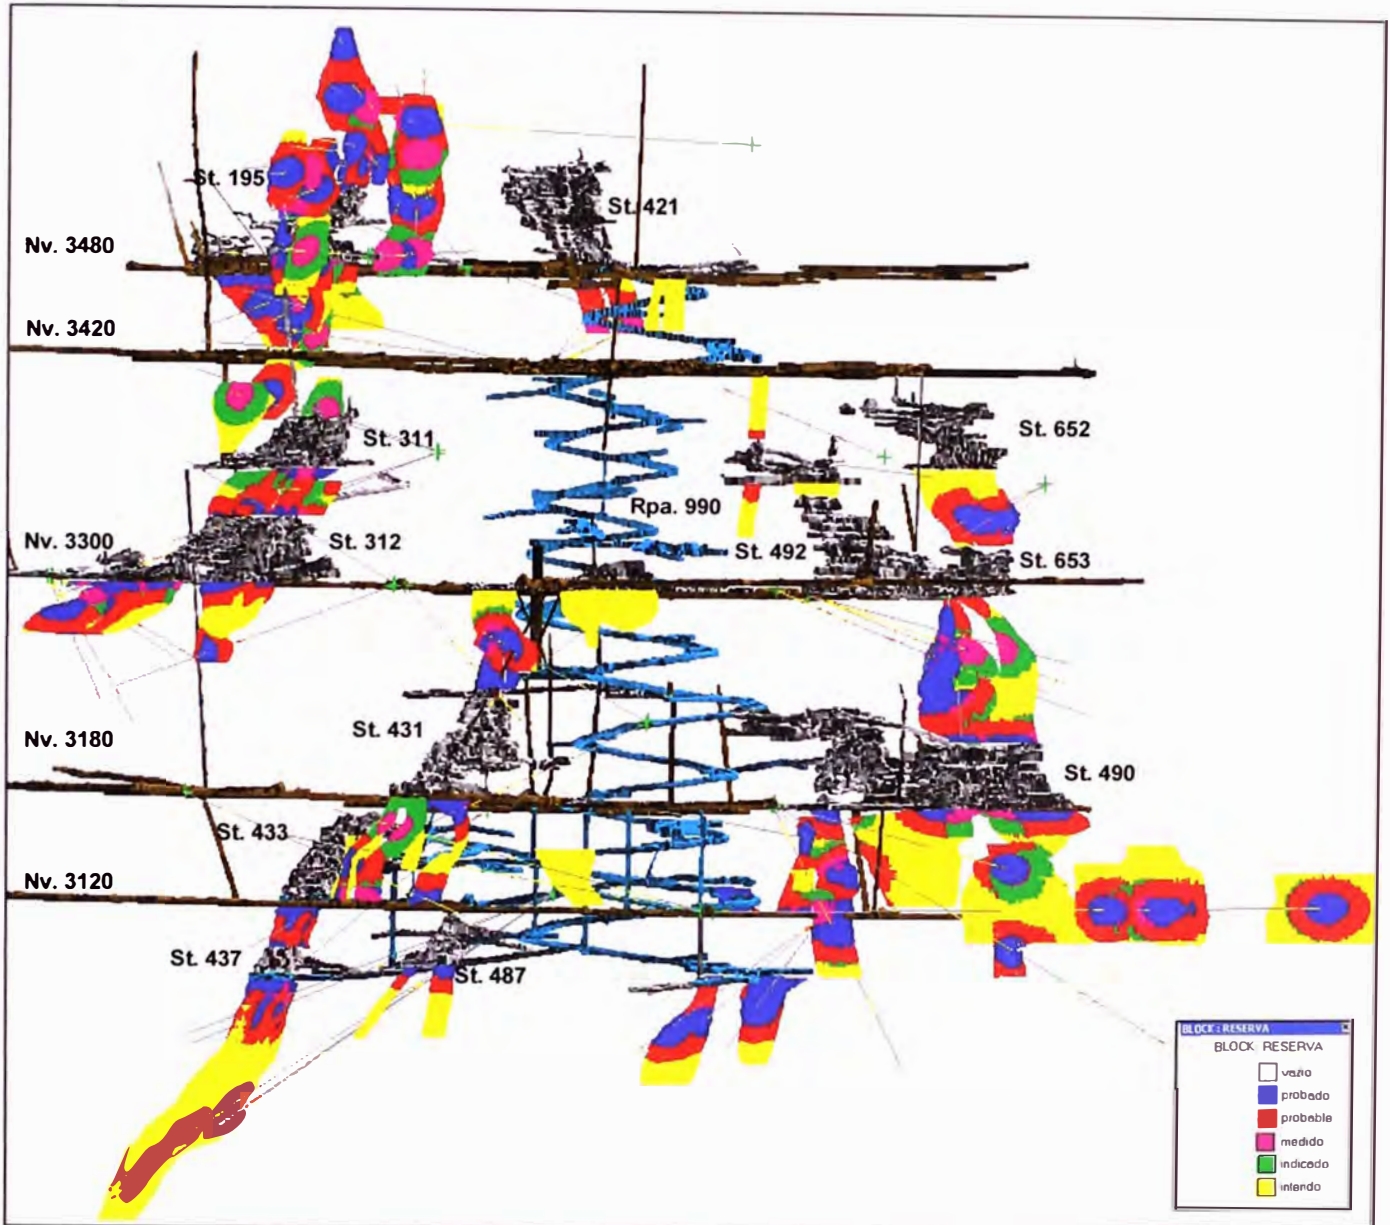 St. 195
St. 421
Nv. 3480
Nv. 3420
St. 311
St. 652
Rpa. 990
Nv. 3300
St. 312
St. 492
St. 653
St. 431
Nv. 3180
St. 490
St. 433
Nv. 3120
St. 437
St. 487
BLOCK : RESERVA
BLOCK RESERVA
vacio
probado
probable
medido
indicado